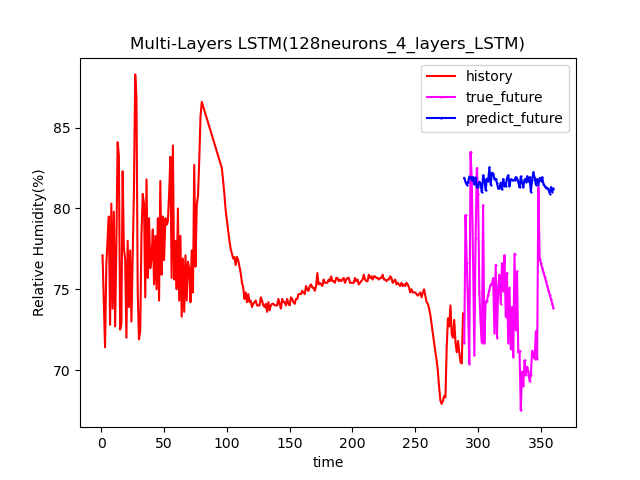 Multi-Layers LSTM(128neurons_4_layers_LSTM)
history
true_future
predict_future
Relative Humidity(%)
85
80
75
70
0
50
100
150
200
250
300
350
time